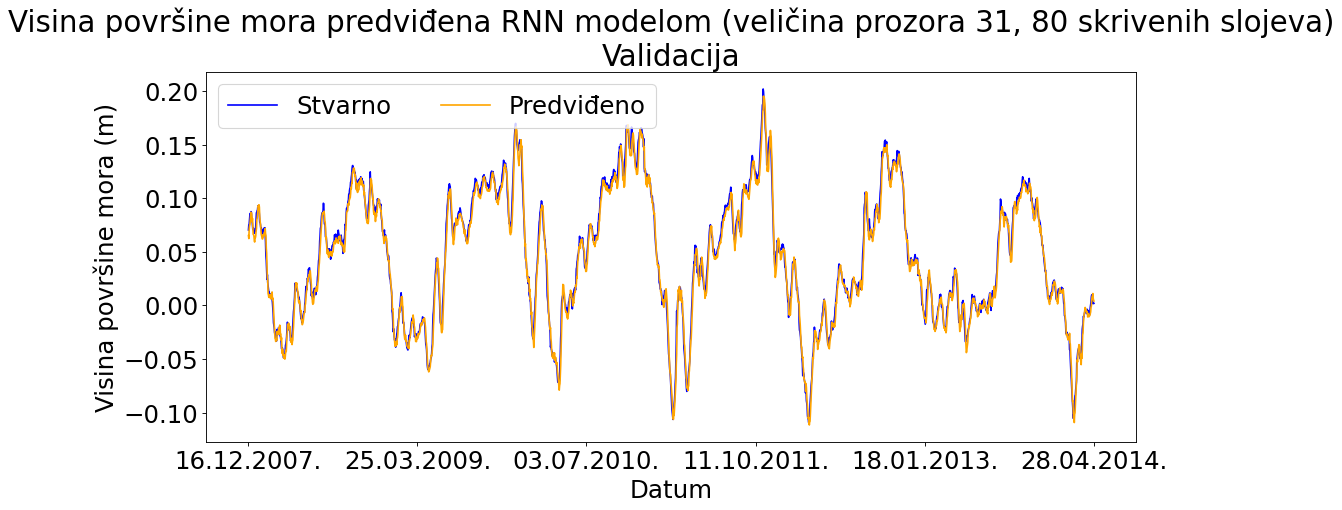 Visina površine mora predviđena RNN modelom (veličina prozora 31, 80 skrivenih slojeva)
Validacija
Stvarno Predviđeno
Visina površine mora (m)
0.20
0.15
0.10
0.05
0.00
−0.05
−0.10
16.12.2007. 25.03.2009. 03.07.2010. 11.10.2011. 18.01.2013. 28.04.2014.
Datum